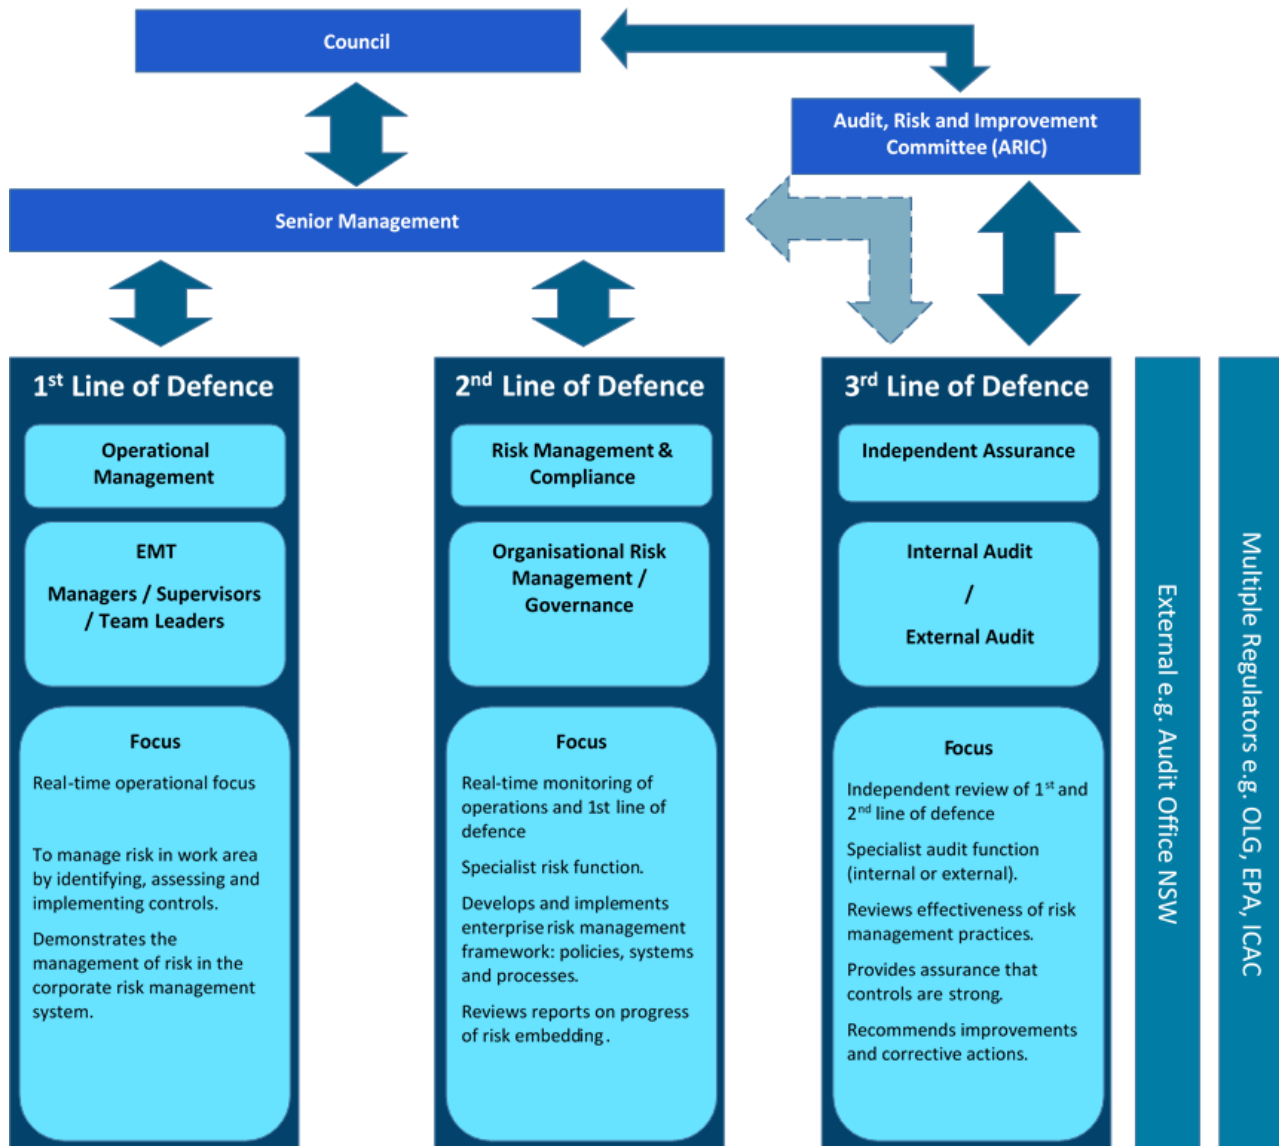 Council
Audit, Risk and Improvement
Committee (ARIC)
Senior Management
1st Line of Defence
Operational
Management
EMT
Managers / Supervisors
/ Team Leaders
Focus
Real-time operational focus
To manage risk in work area
by identifying, assessing and
implementing controls.
Demonstrates the
management of risk in the
corporate risk management
system.
2nd Line of Defence
Risk Management &
Compliance
Organisational Risk
Management /
Governance
Focus
Real-time monitoring of
operations and 1st line of
defence
Specialist risk function.
Develops and implements
enterprise risk management
framework: policies, systems
and processes.
Reviews reports on progress
of risk embedding.
3rd Line of Defence
Independent Assurance
Internal Audit
/
External Audit
Focus
Independent review of 1st and
2nd line of defence
Specialist audit function
(internal or external).
Reviews effectiveness of risk
management practices.
Provides assurance that
controls are strong.
Recommends improvements
and corrective actions.
External e.g. Audit Office NSW
Multiple Regulators e.g. OLG, EPA, ICAC